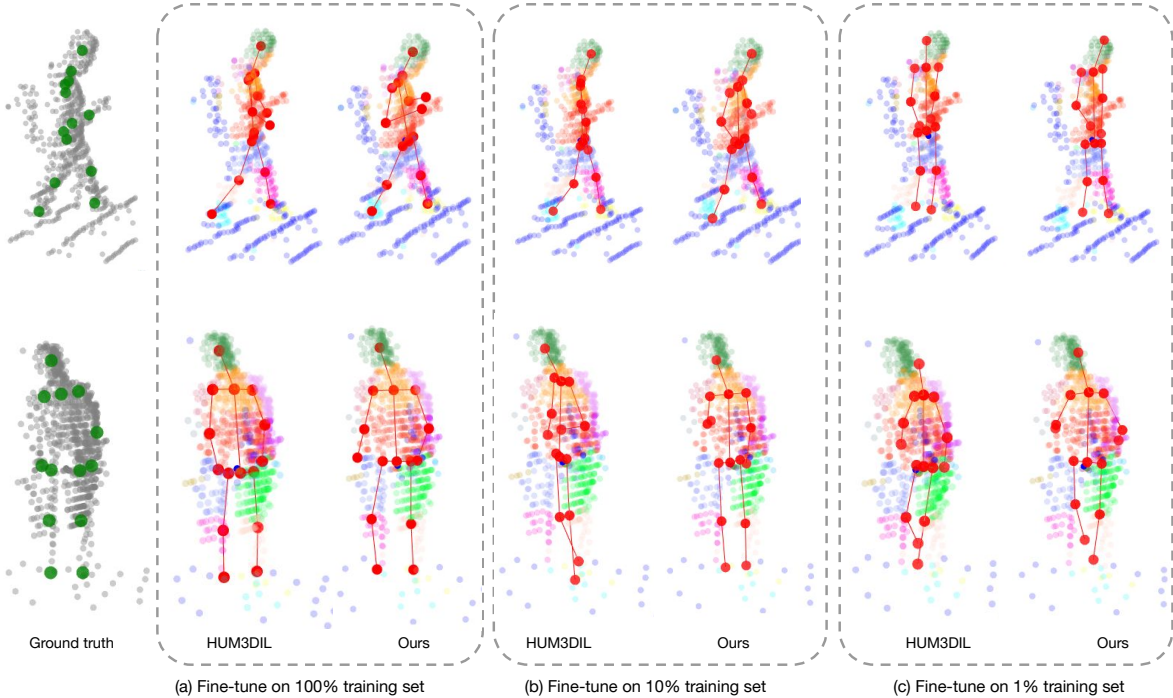 Ground truth
HUM3DIL
Ours
HUM3DIL
Ours
HUM3DIL
Ours
(a) Fine-tune on 100% training set
(b) Fine-tune on 10% training set
(c) Fine-tune on 1% training set